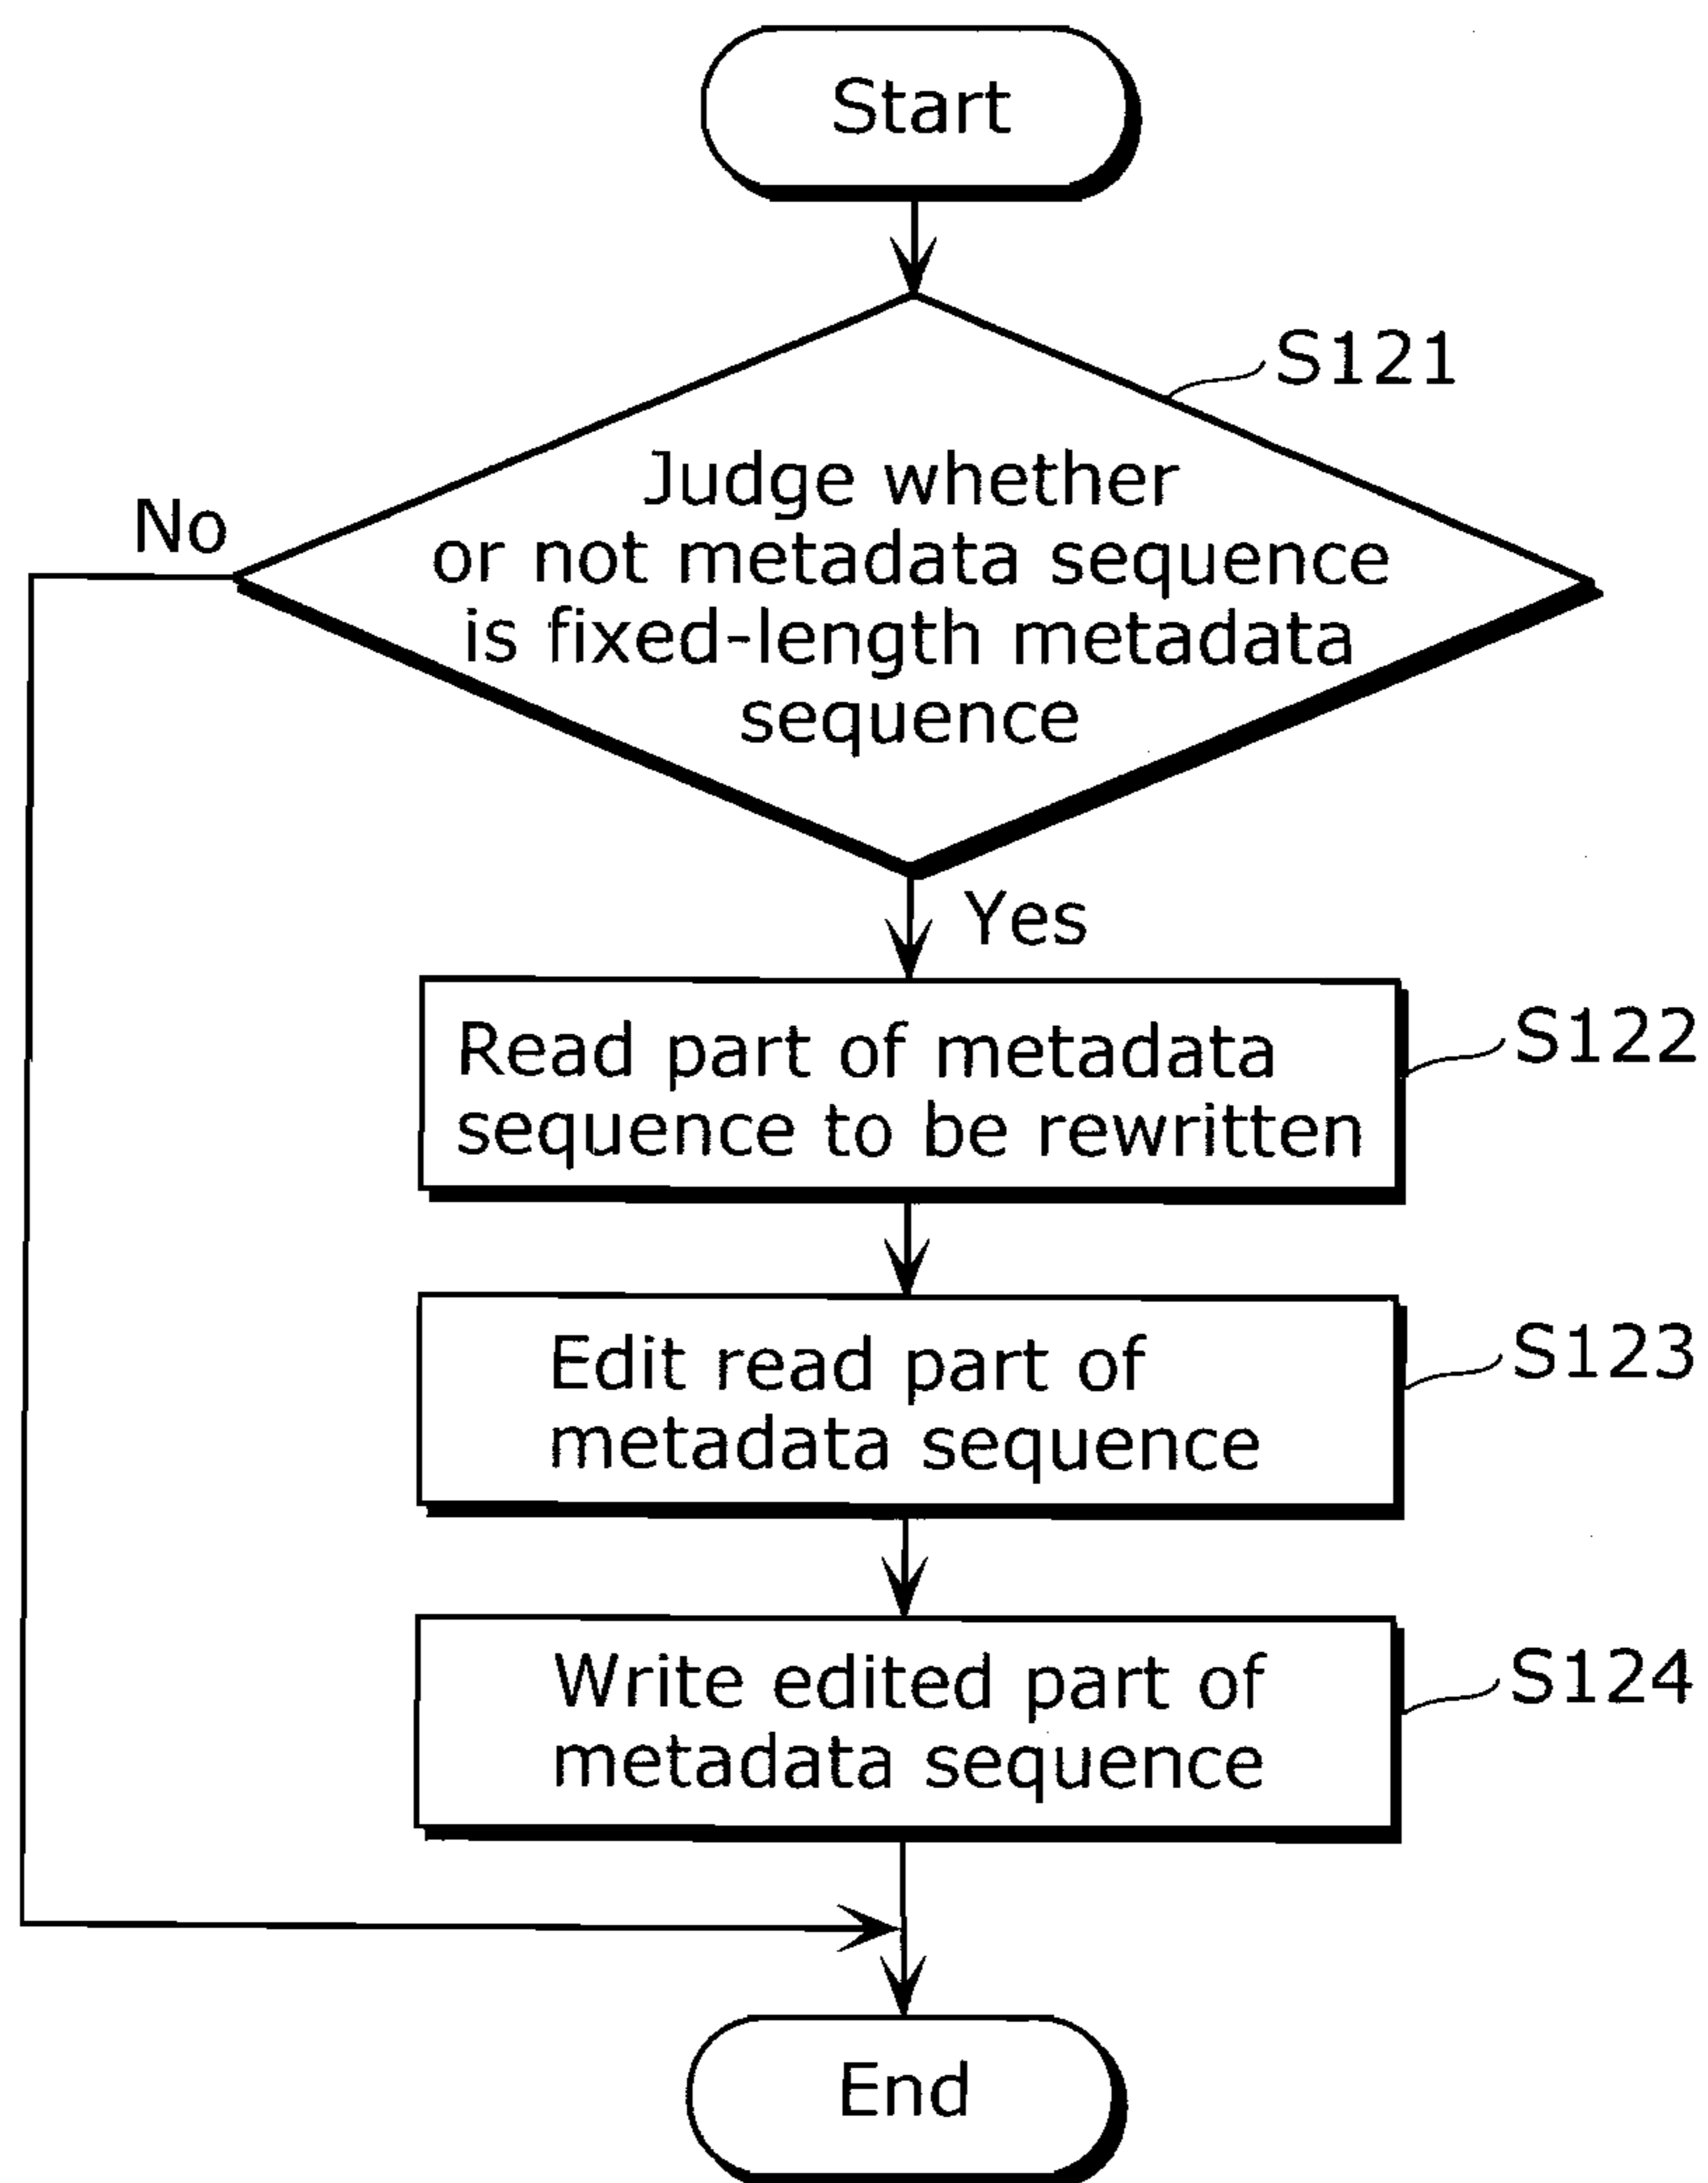 Start
S121
Judge whether
or not metadata sequence
is fixed-length metadata
sequence
No
Yes
Read part of metadata
sequence to be rewritten
S122
Edit read part of
metadata sequence
S123
Write edited part of
metadata sequence
S124
End